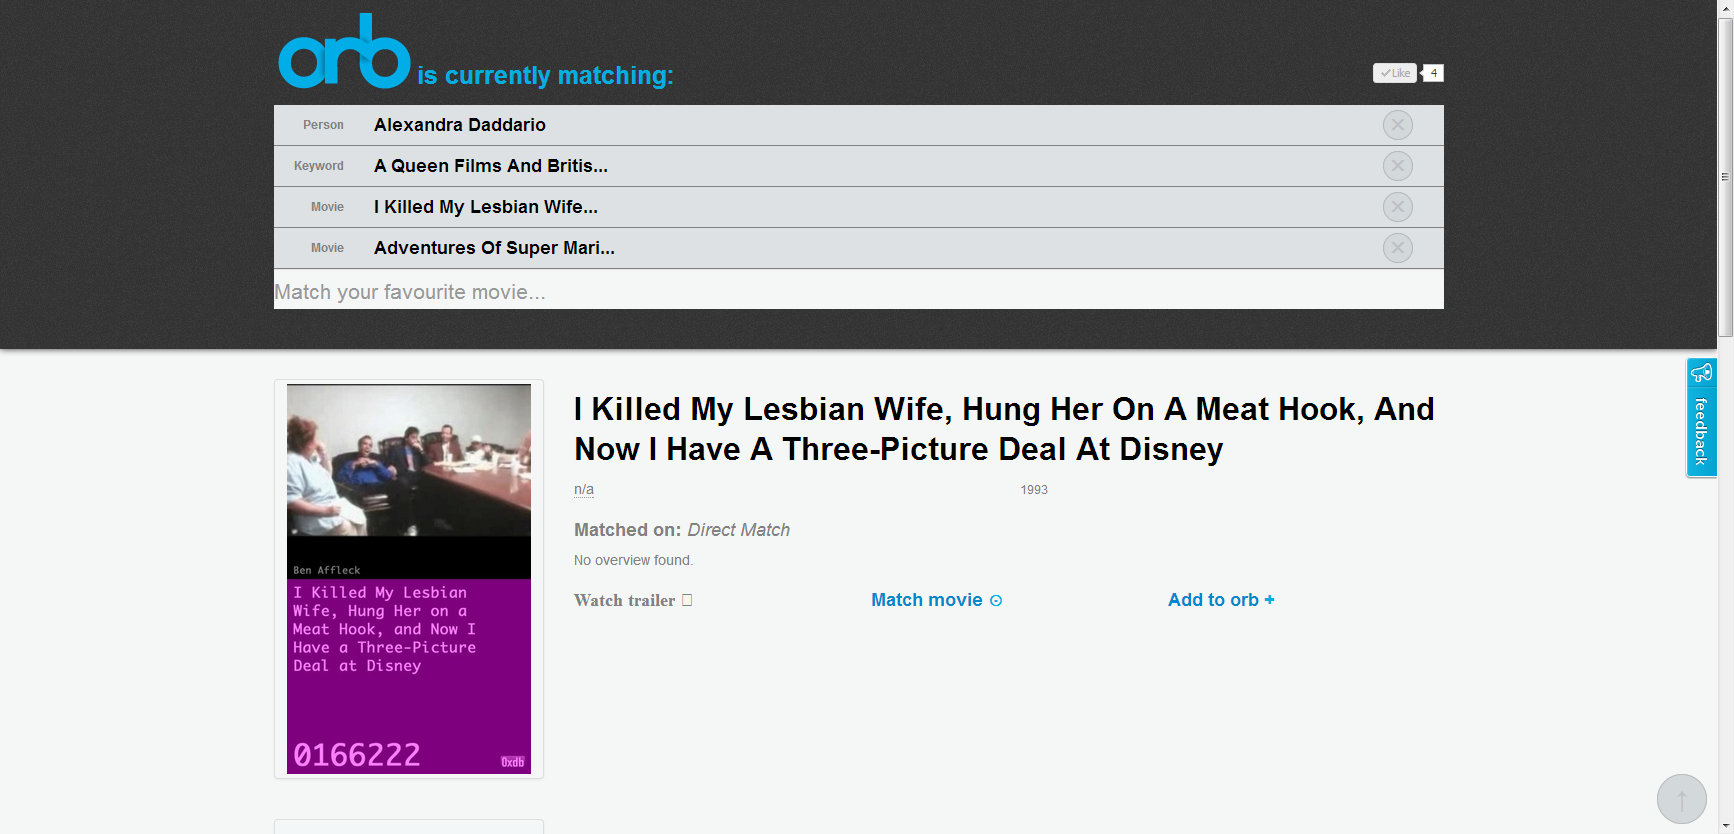 orb is currently matching:
Like 4
Person Alexandra Daddario
Keyword A Queen Films And Britis...
Movie I Killed My Lesbian Wife...
Movie Adventures Of Super Mari...
Match your favourite movie...
feedback
I Killed My Lesbian Wife, Hung Her On A Meat Hook, And
Now I Have A Three-Picture Deal At Disney
n/a 1993
Matched on: Direct Match
No overview found.
Watch trailer Match movie Add to orb +
Ben Affleck
I Killed My Lesbian
Wife, Hung Her on a
Meat Hook, and Now I
Have a Three-Picture
Deal at Disney
0166222
0xdb